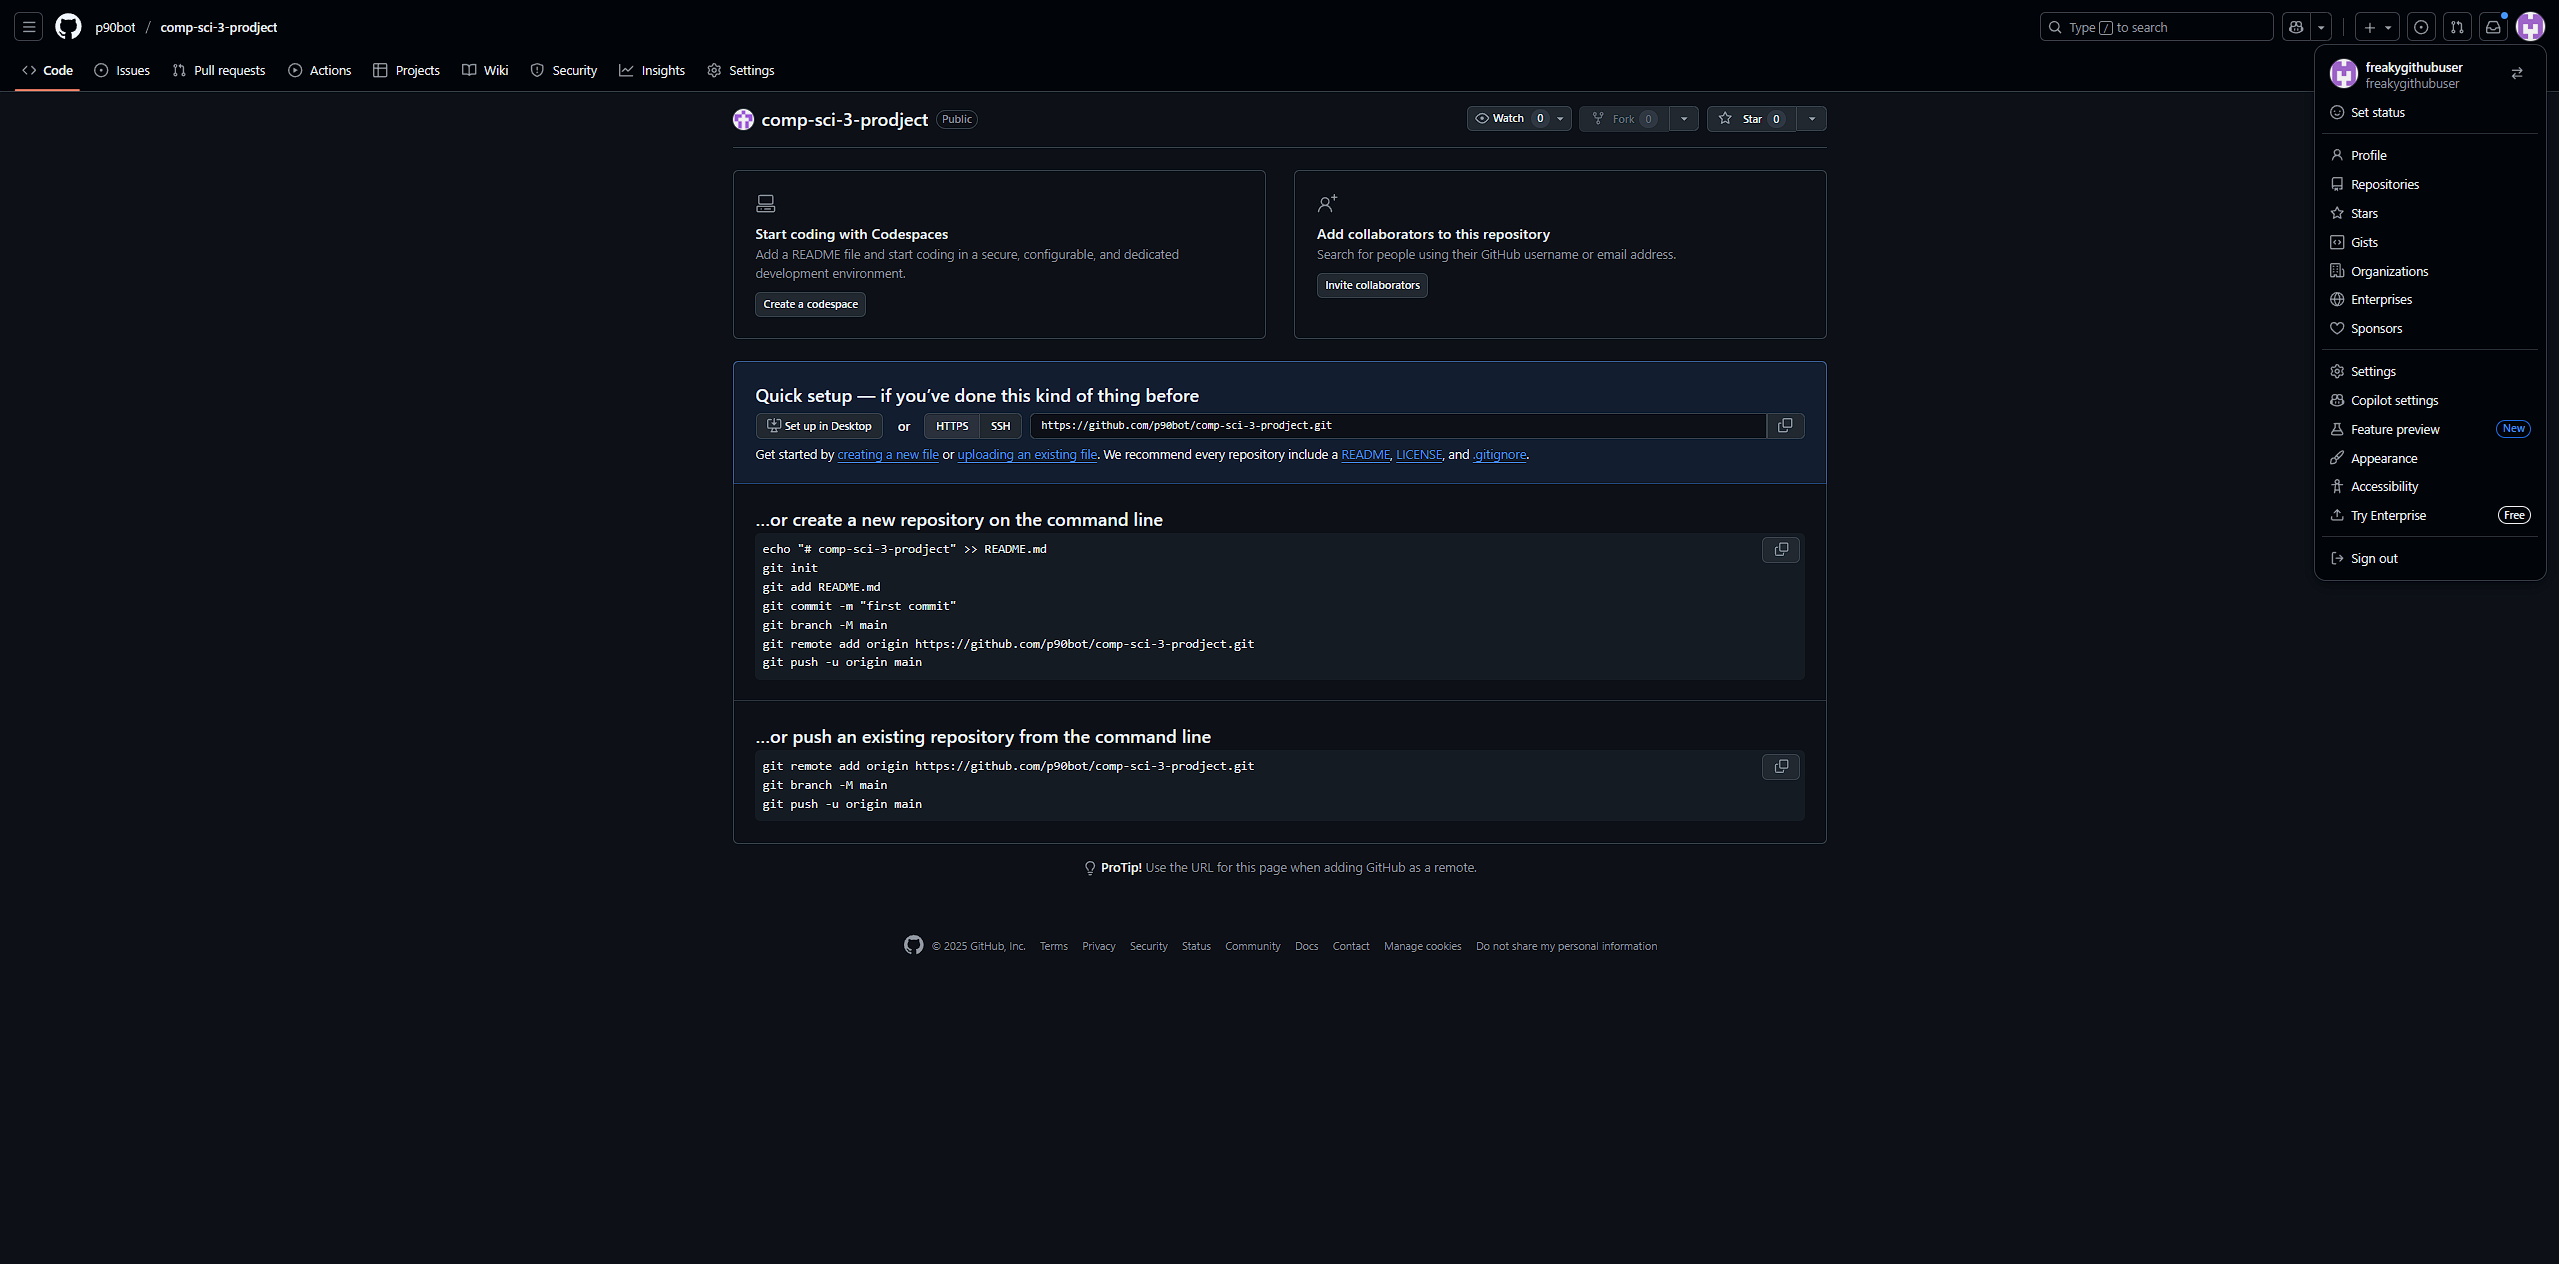 p90bot / comp-sci-3-prodject
Type / to search
Code Issues Pull requests Actions Projects Wiki Security Insights Settings
comp-sci-3-prodject Public
Watch 0 Fork 0 Star 0
Start coding with Codespaces
Add a README file and start coding in a secure, configurable, and dedicated
development environment.
Create a codespace
Add collaborators to this repository
Search for people using their GitHub username or email address.
Invite collaborators
Quick setup — if you’ve done this kind of thing before
Set up in Desktop or HTTPS SSH https://github.com/p90bot/comp-sci-3-prodject.git
Get started by creating a new file or uploading an existing file. We recommend every repository include a README, LICENSE, and .gitignore.
…or create a new repository on the command line
echo "# comp-sci-3-prodject" >> README.md
git init
git add README.md
git commit -m "first commit"
git branch -M main
git remote add origin https://github.com/p90bot/comp-sci-3-prodject.git
git push -u origin main
…or push an existing repository from the command line
git remote add origin https://github.com/p90bot/comp-sci-3-prodject.git
git branch -M main
git push -u origin main
ProTip! Use the URL for this page when adding GitHub as a remote.
© 2025 GitHub, Inc. Terms Privacy Security Status Community Docs Contact Manage cookies Do not share my personal information
freakygithubuser
freakygithubuser
Set status
Profile
Repositories
Stars
Gists
Organizations
Enterprises
Sponsors
Settings
Copilot settings
Feature preview New
Appearance
Accessibility
Try Enterprise Free
Sign out